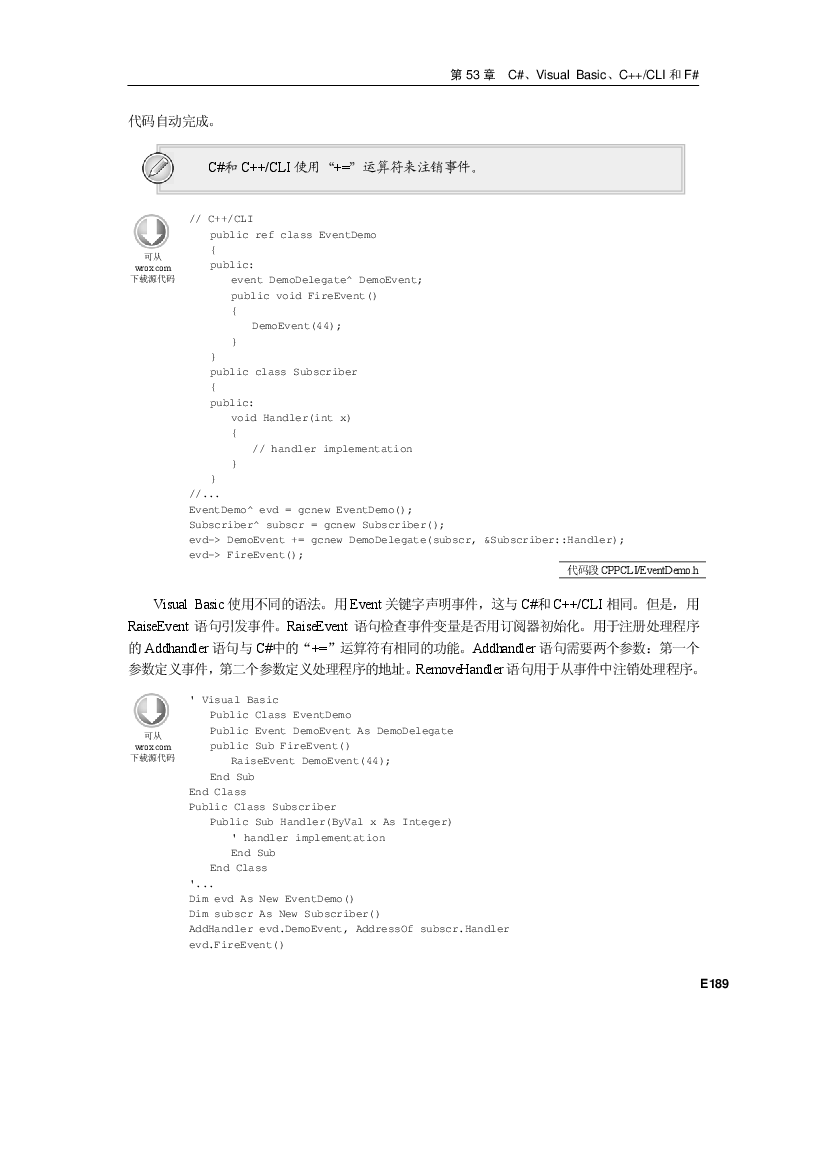 第 53 章 C#、Visual Basic、C++/CLI 和 F#
代码自动完成。
C#和 C++/CLI 使用“+=”运算符来注销事件。
可从
wrox.com
下载源代码
// C++/CLI
public ref class EventDemo
{
public:
event DemoDelegate^ DemoEvent;
public void FireEvent()
{
DemoEvent(44);
}
}
public class Subscriber
{
public:
void Handler(int x)
{
// handler implementation
}
}
//...
EventDemo^ evd = gcnew EventDemo();
Subscriber^ subscr = gcnew Subscriber();
evd-> DemoEvent += gcnew DemoDelegate(subscr, &Subscriber::Handler);
evd-> FireEvent();
代码段 CPPCLI/EventDemo.h
Visual Basic 使用不同的语法。用 Event 关键字声明事件，这与 C#和 C++/CLI 相同。但是，用
RaiseEvent 语句引发事件。RaiseEvent 语句检查事件变量是否用订阅器初始化。用于注册处理程序
的 Addhandler 语句与 C#中的“+=”运算符有相同的功能。Addhandler 语句需要两个参数：第一个
参数定义事件，第二个参数定义处理程序的地址。RemoveHandler 语句用于从事件中注销处理程序。
可从
wrox.com
下载源代码
' Visual Basic
Public Class EventDemo
Public Event DemoEvent As DemoDelegate
public Sub FireEvent()
RaiseEvent DemoEvent(44);
End Sub
End Class
Public Class Subscriber
Public Sub Handler(ByVal x As Integer)
' handler implementation
End Sub
End Class
'...
Dim evd As New EventDemo()
Dim subscr As New Subscriber()
AddHandler evd.DemoEvent, AddressOf subscr.Handler
evd.FireEvent()
E189